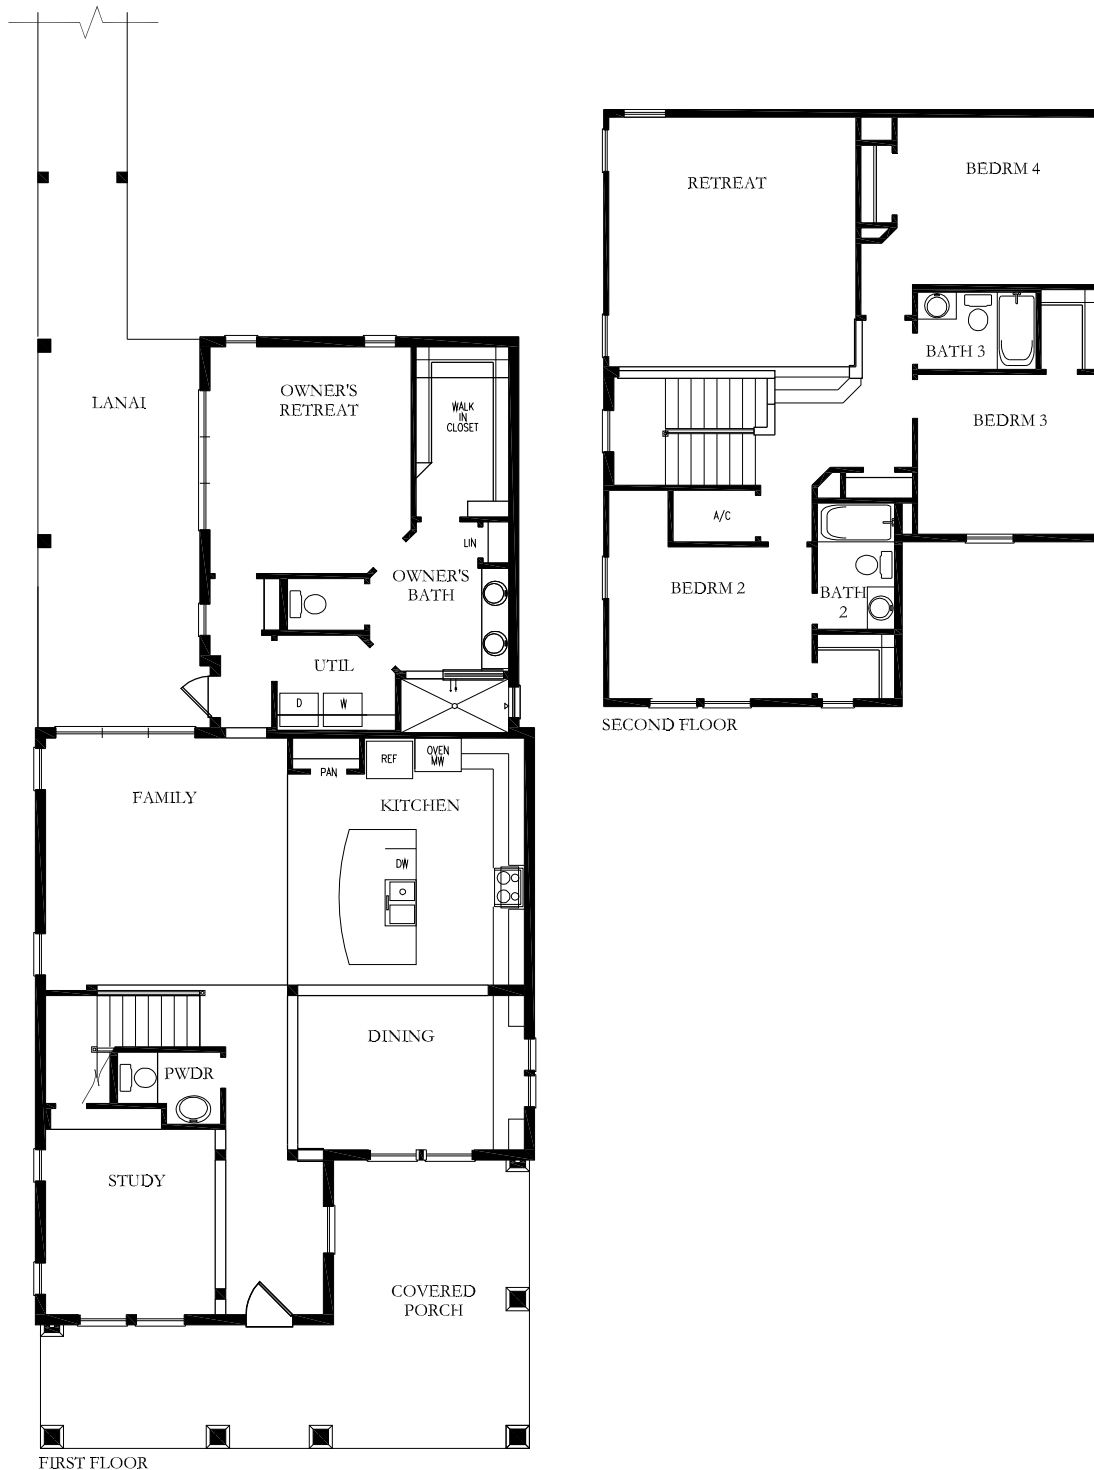 LANAI
OWNER'S
RETREAT
WALK
IN
CLOSET
LIN
OWNER'S
BATH
UTIL
D
W
PAN
REF
OVEN
MW
FAMILY
KITCHEN
DW
DINING
PWDR
STUDY
COVERED
PORCH
FIRST FLOOR
RETREAT
BEDRM 4
BATH 3
BEDRM 3
A/C
BEDRM 2
BATH
2
SECOND FLOOR